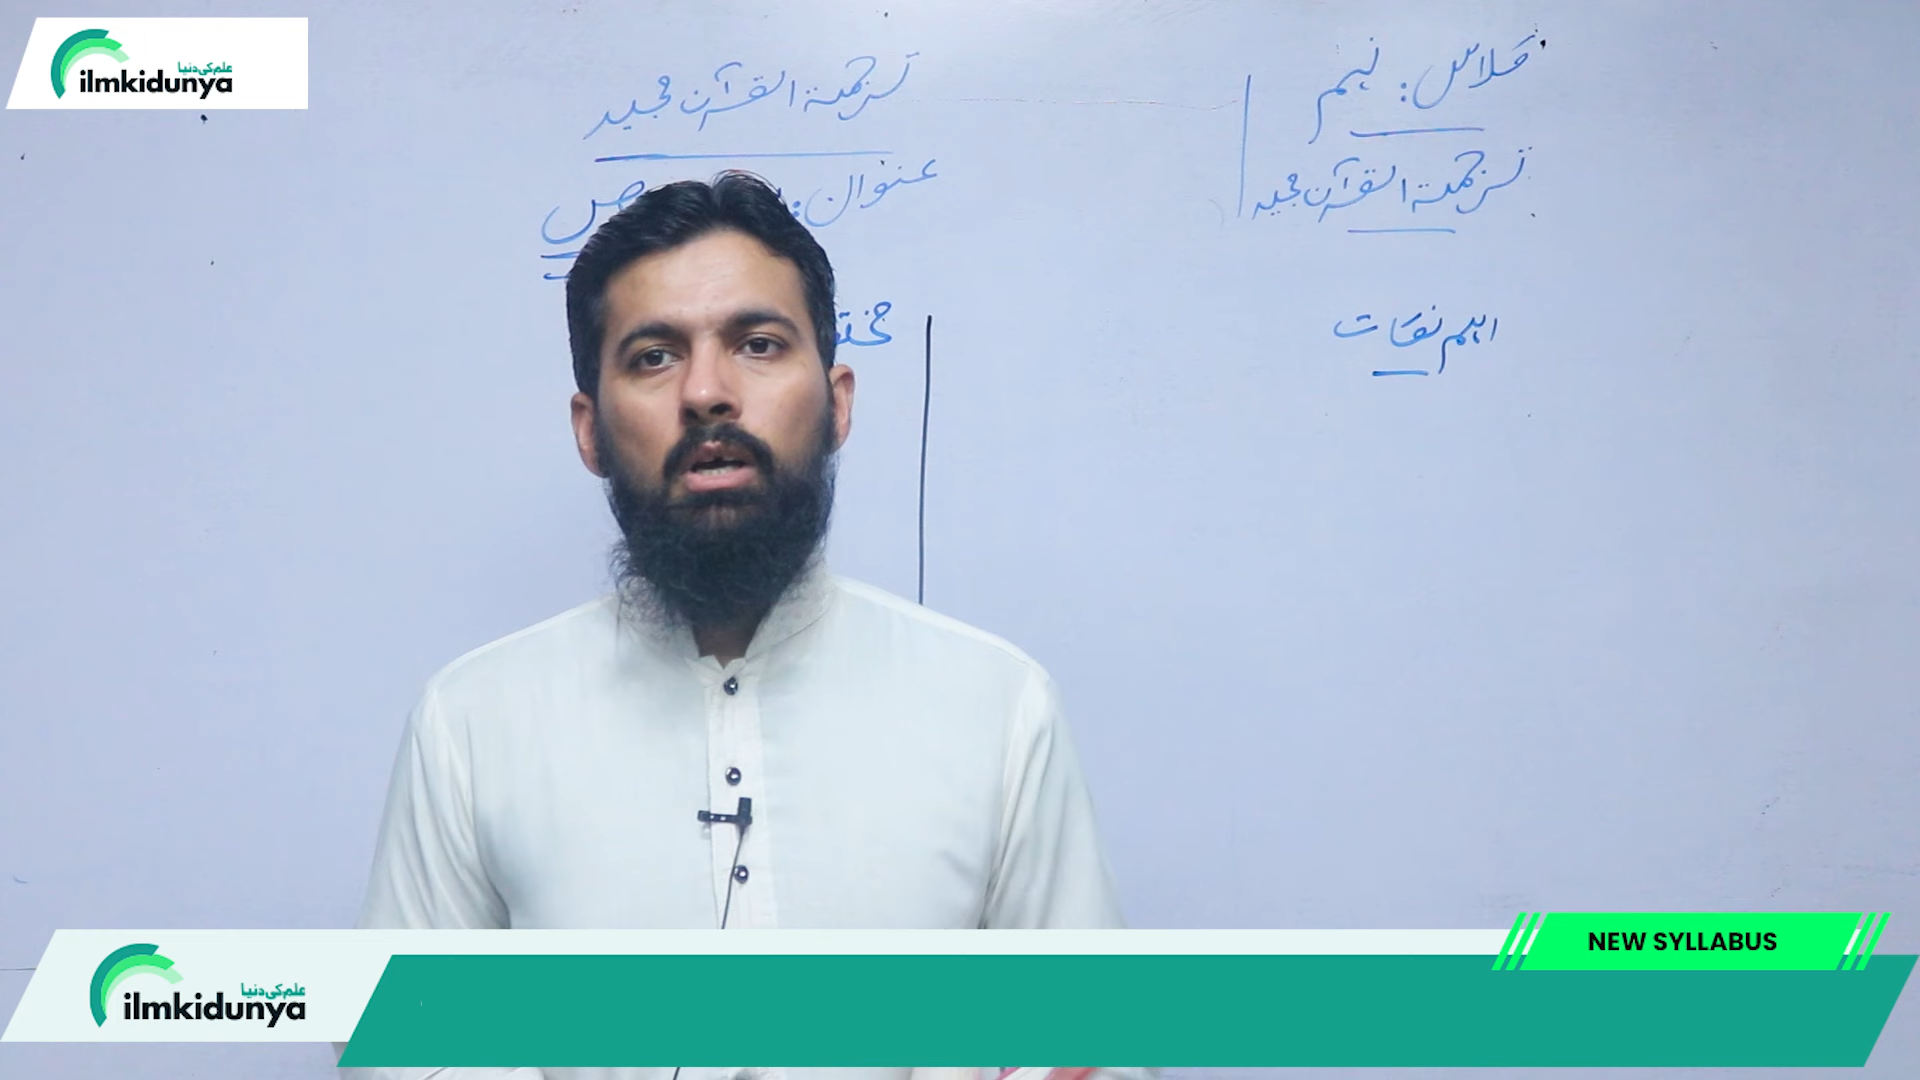 علم کی دنیا
ilmkidunya
کلاس: نہم
ترجمۃ القرآن مجید
ترجمۃ القرآن مجید
عنوان:
اہم نکات
NEW SYLLABUS
علم کی دنیا
ilmkidunya